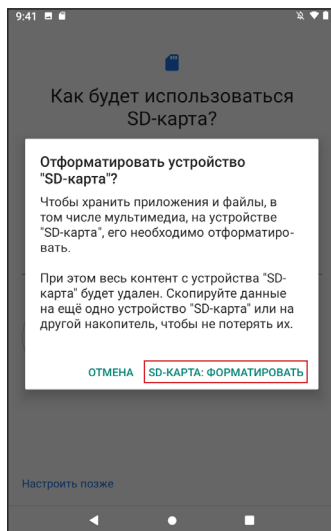 9:41
Как будет использоваться
SD-карта?
Отформатировать устройство
"SD-карта"?
Чтобы хранить приложения и файлы, в
том числе мультимедиа, на устройстве
"SD-карта", его необходимо отформатиро-
вать.
При этом весь контент с устройства "SD-
карта" будет удален. Скопируйте данные
на ещё одно устройство "SD-карта" или на
другой накопитель, чтобы не потерять их.
ОТМЕНА SD-КАРТА: ФОРМАТИРОВАТЬ
Настроить позже